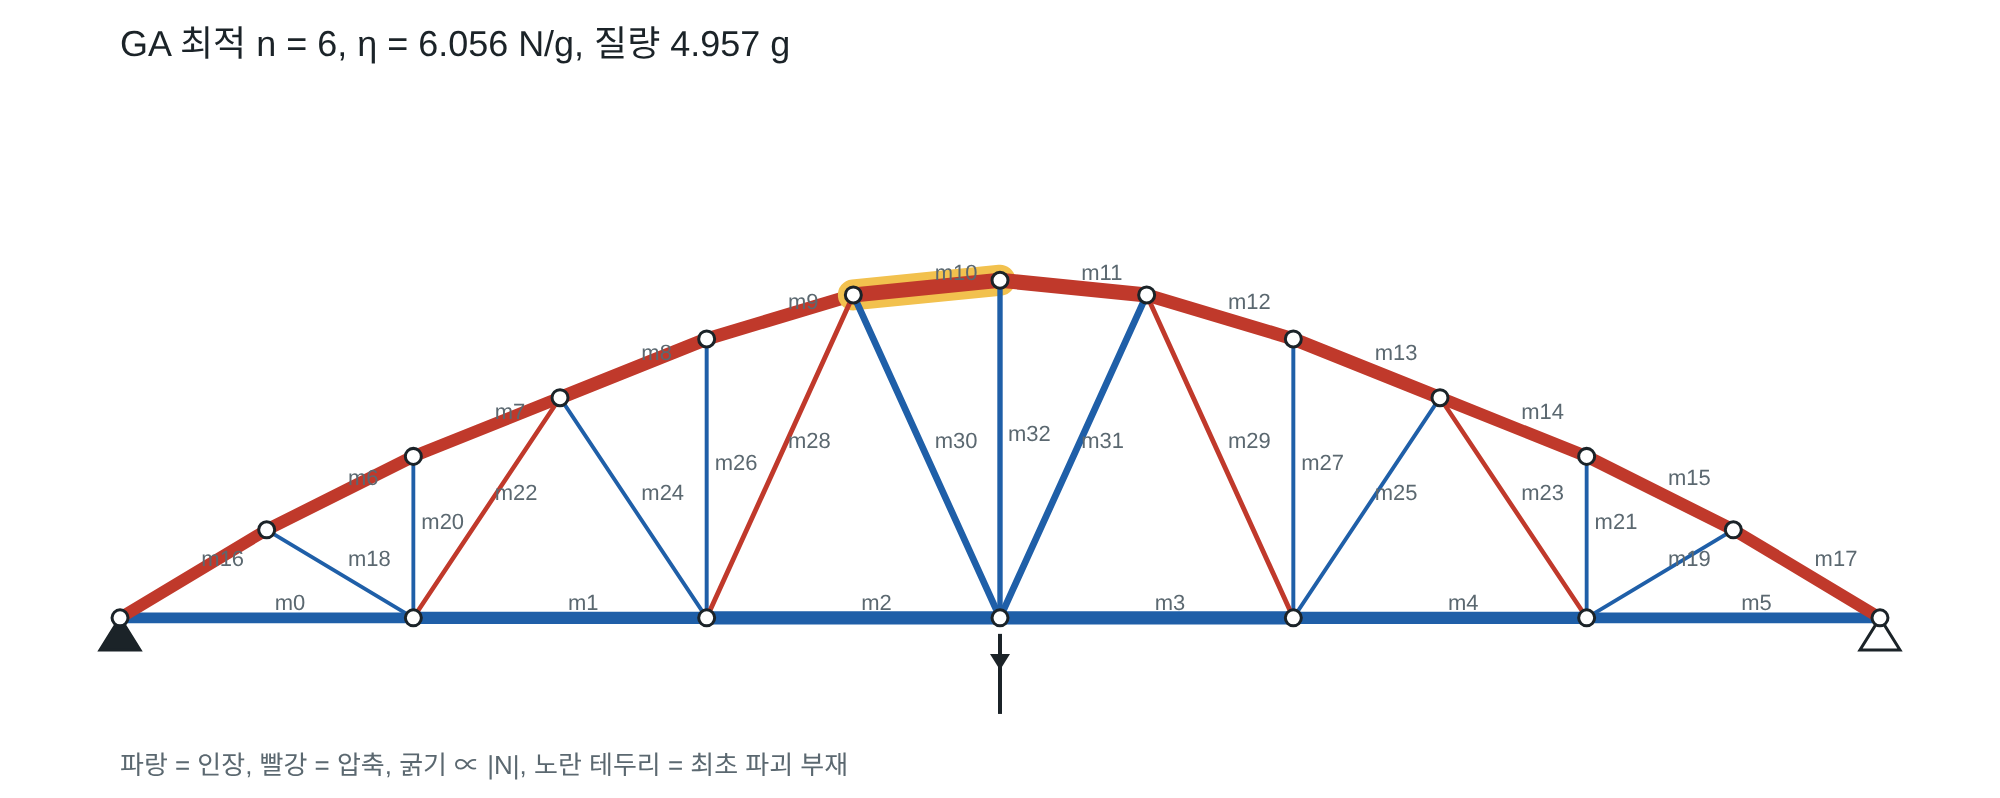 GA 최적 n = 6, η = 6.056 N/g, 질량 4.957 g
m10 m11
m9 m12
m8 m13
m7 m14
m30 m32 m31
m28 m29
m26 m27
m6 m15
m22 m24 m25 m23
m20 m21
m16 m18 m19 m17
m0 m1 m2 m3 m4 m5
파랑 = 인장, 빨강 = 압축, 굵기 ∝ |N|, 노란 테두리 = 최초 파괴 부재